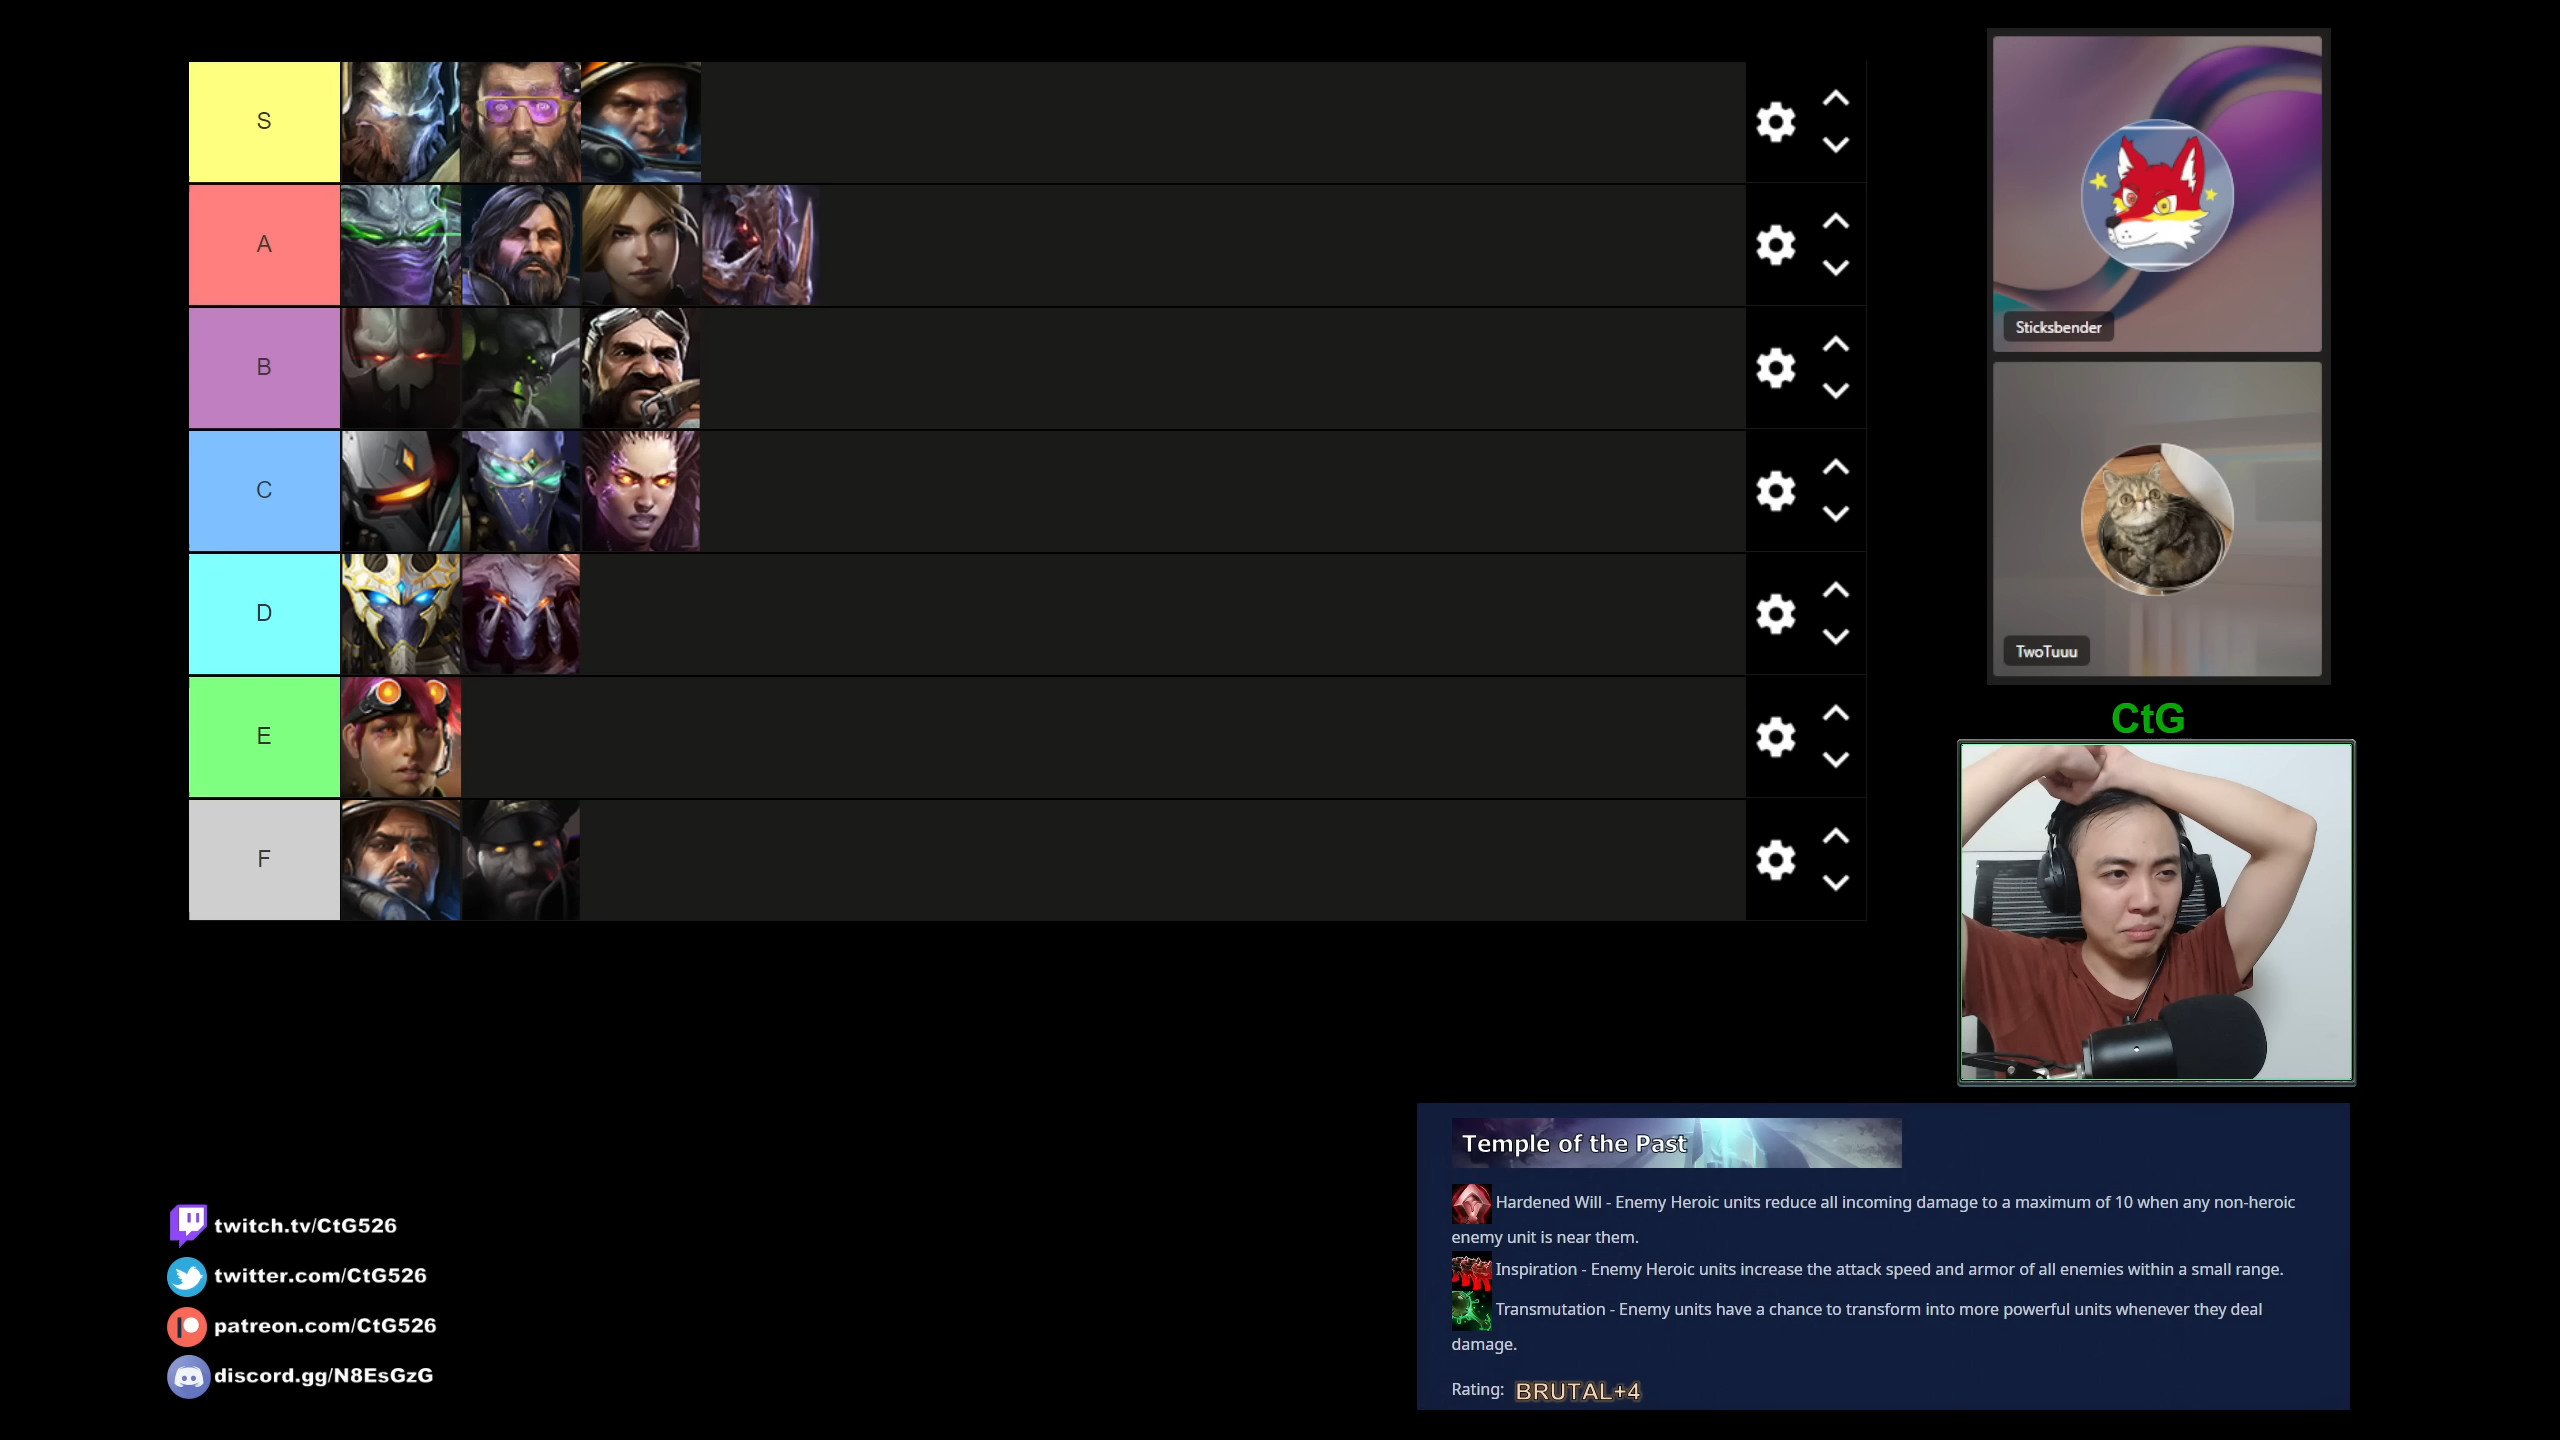 S
A
B
C
D
E
F
Sticksbender
TwoTuuu
CtG
Temple of the Past
Hardened Will - Enemy Heroic units reduce all incoming damage to a maximum of 10 when any non-heroic
enemy unit is near them.
Inspiration - Enemy Heroic units increase the attack speed and armor of all enemies within a small range.
Transmutation - Enemy units have a chance to transform into more powerful units whenever they deal
damage.
Rating: BRUTAL+4
twitch.tv/CtG526
twitter.com/CtG526
patreon.com/CtG526
discord.gg/N8EsGzG